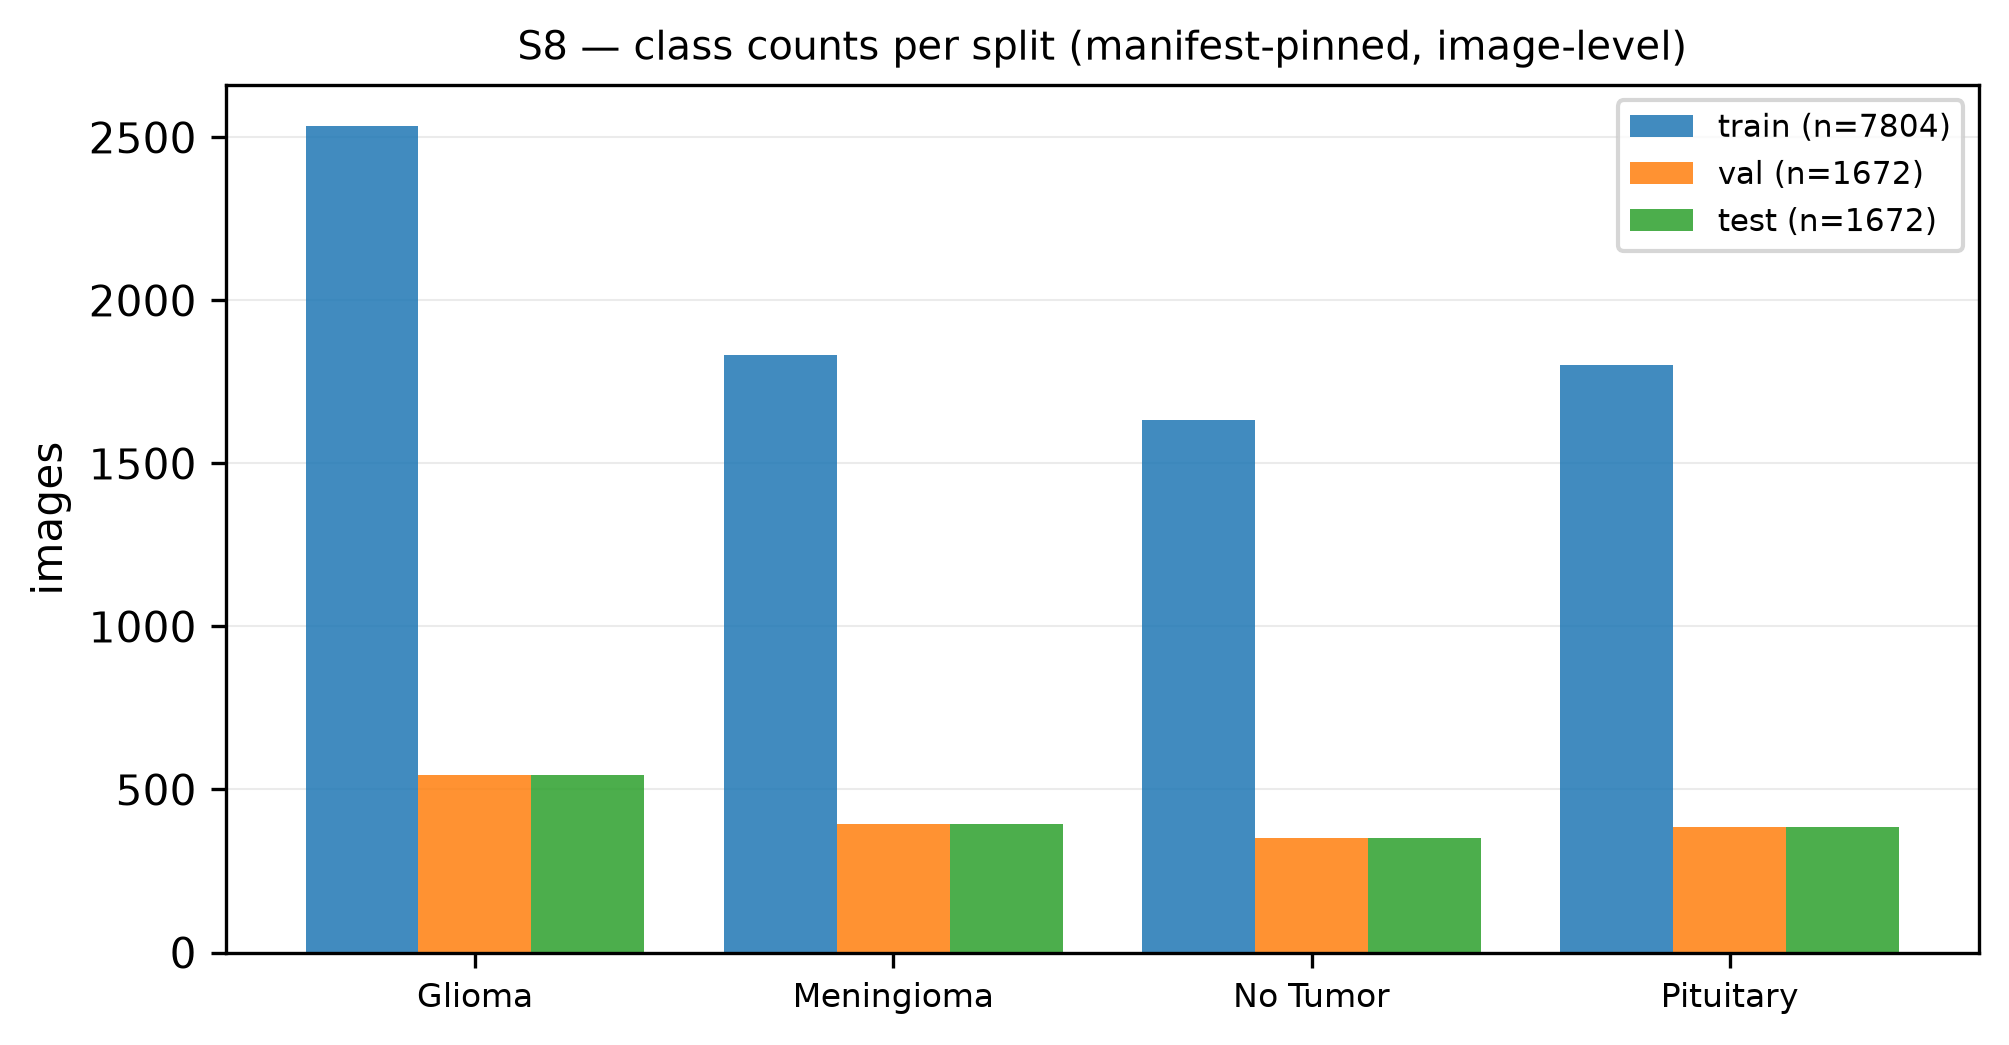 S8 — class counts per split (manifest-pinned, image-level)
train (n=7804)
val (n=1672)
test (n=1672)
images
2500
2000
1500
1000
500
0
Glioma
Meningioma
No Tumor
Pituitary